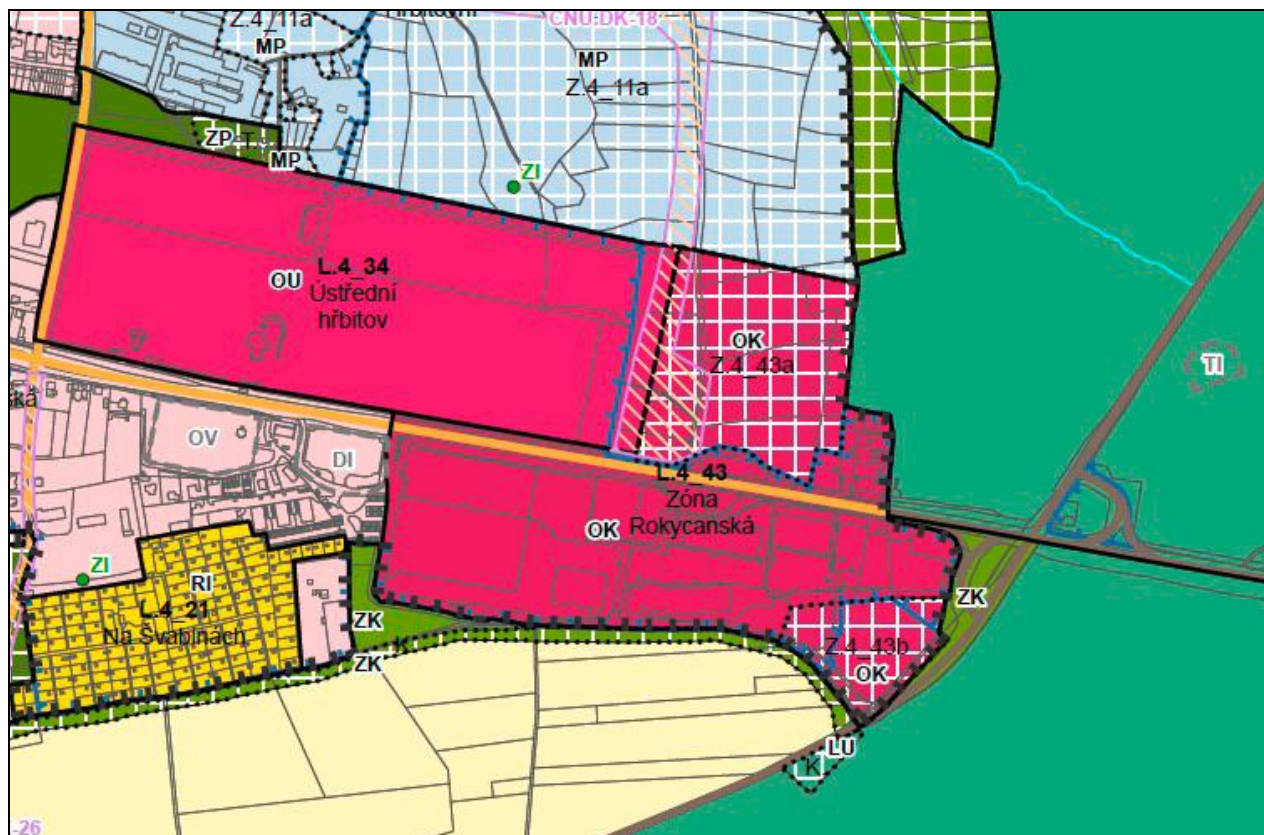 Hřbitovní
CNU-DK-18
Z.4_11a
MP
MP
Z.4_11a
ZP
MP
ZI
L.4_34
OU
Ústřední
hřbitov
OK
Z.4_43a
TI
OV
DI
L.4_43
Zóna
OK
Rokycanská
ZI
RI
L.4_21
Na Švabinách
ZK
ZK
ZK
K
Z.4_43b
OK
LU
K
-26